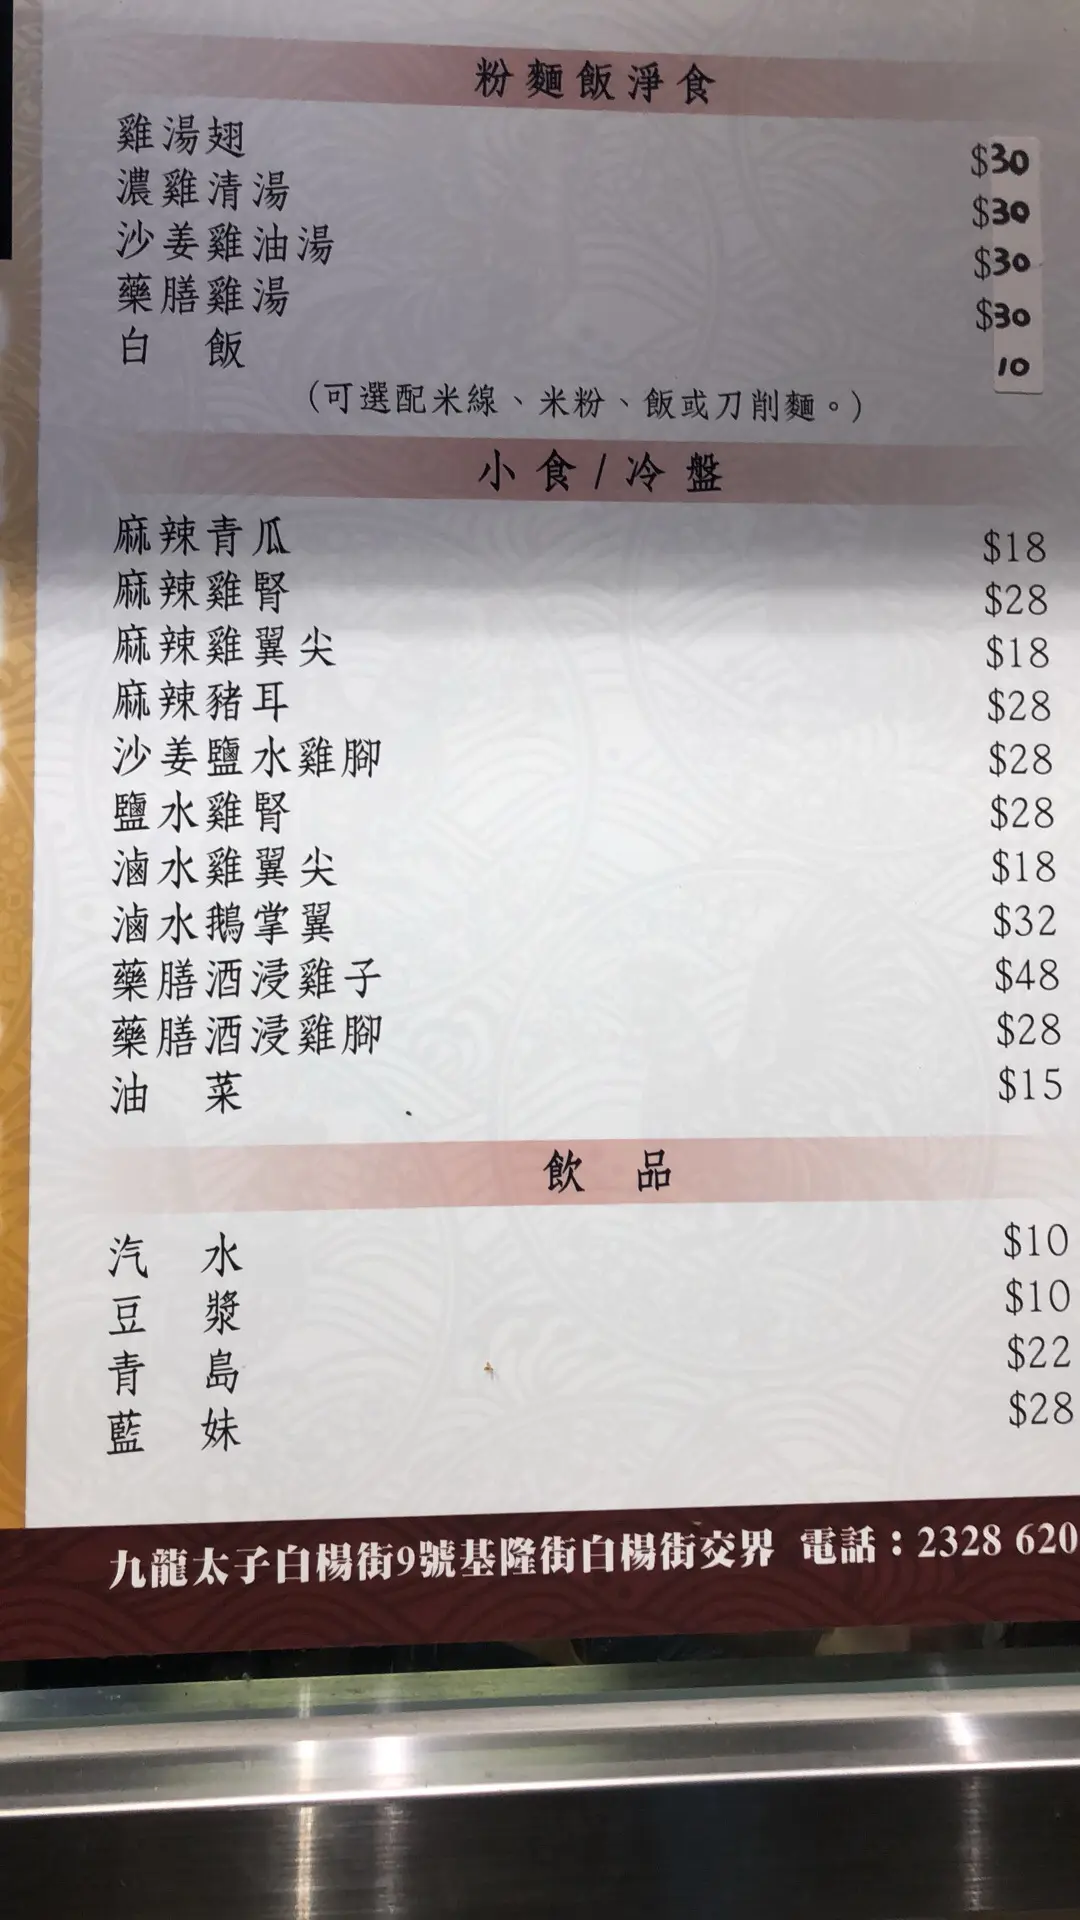 粉麵飯淨食
雞湯翅 $30
濃雞清湯 $30
沙姜雞油湯 $30
藥膳雞湯 $30
白飯 10
(可選配米線、米粉、飯或刀削麵。)
小食/冷盤
麻辣青瓜 $18
麻辣雞腎 $28
麻辣雞翼尖 $18
麻辣豬耳 $28
沙姜鹽水雞腳 $28
鹽水雞腎 $28
滷水雞翼尖 $18
滷水鵝掌翼 $32
藥膳酒浸雞子 $48
藥膳酒浸雞腳 $28
油菜 $15
飲品
汽水 $10
豆漿 $10
青島 $22
藍妹 $28
九龍太子白楊街9號基隆街白楊街交界 電話：2328 620